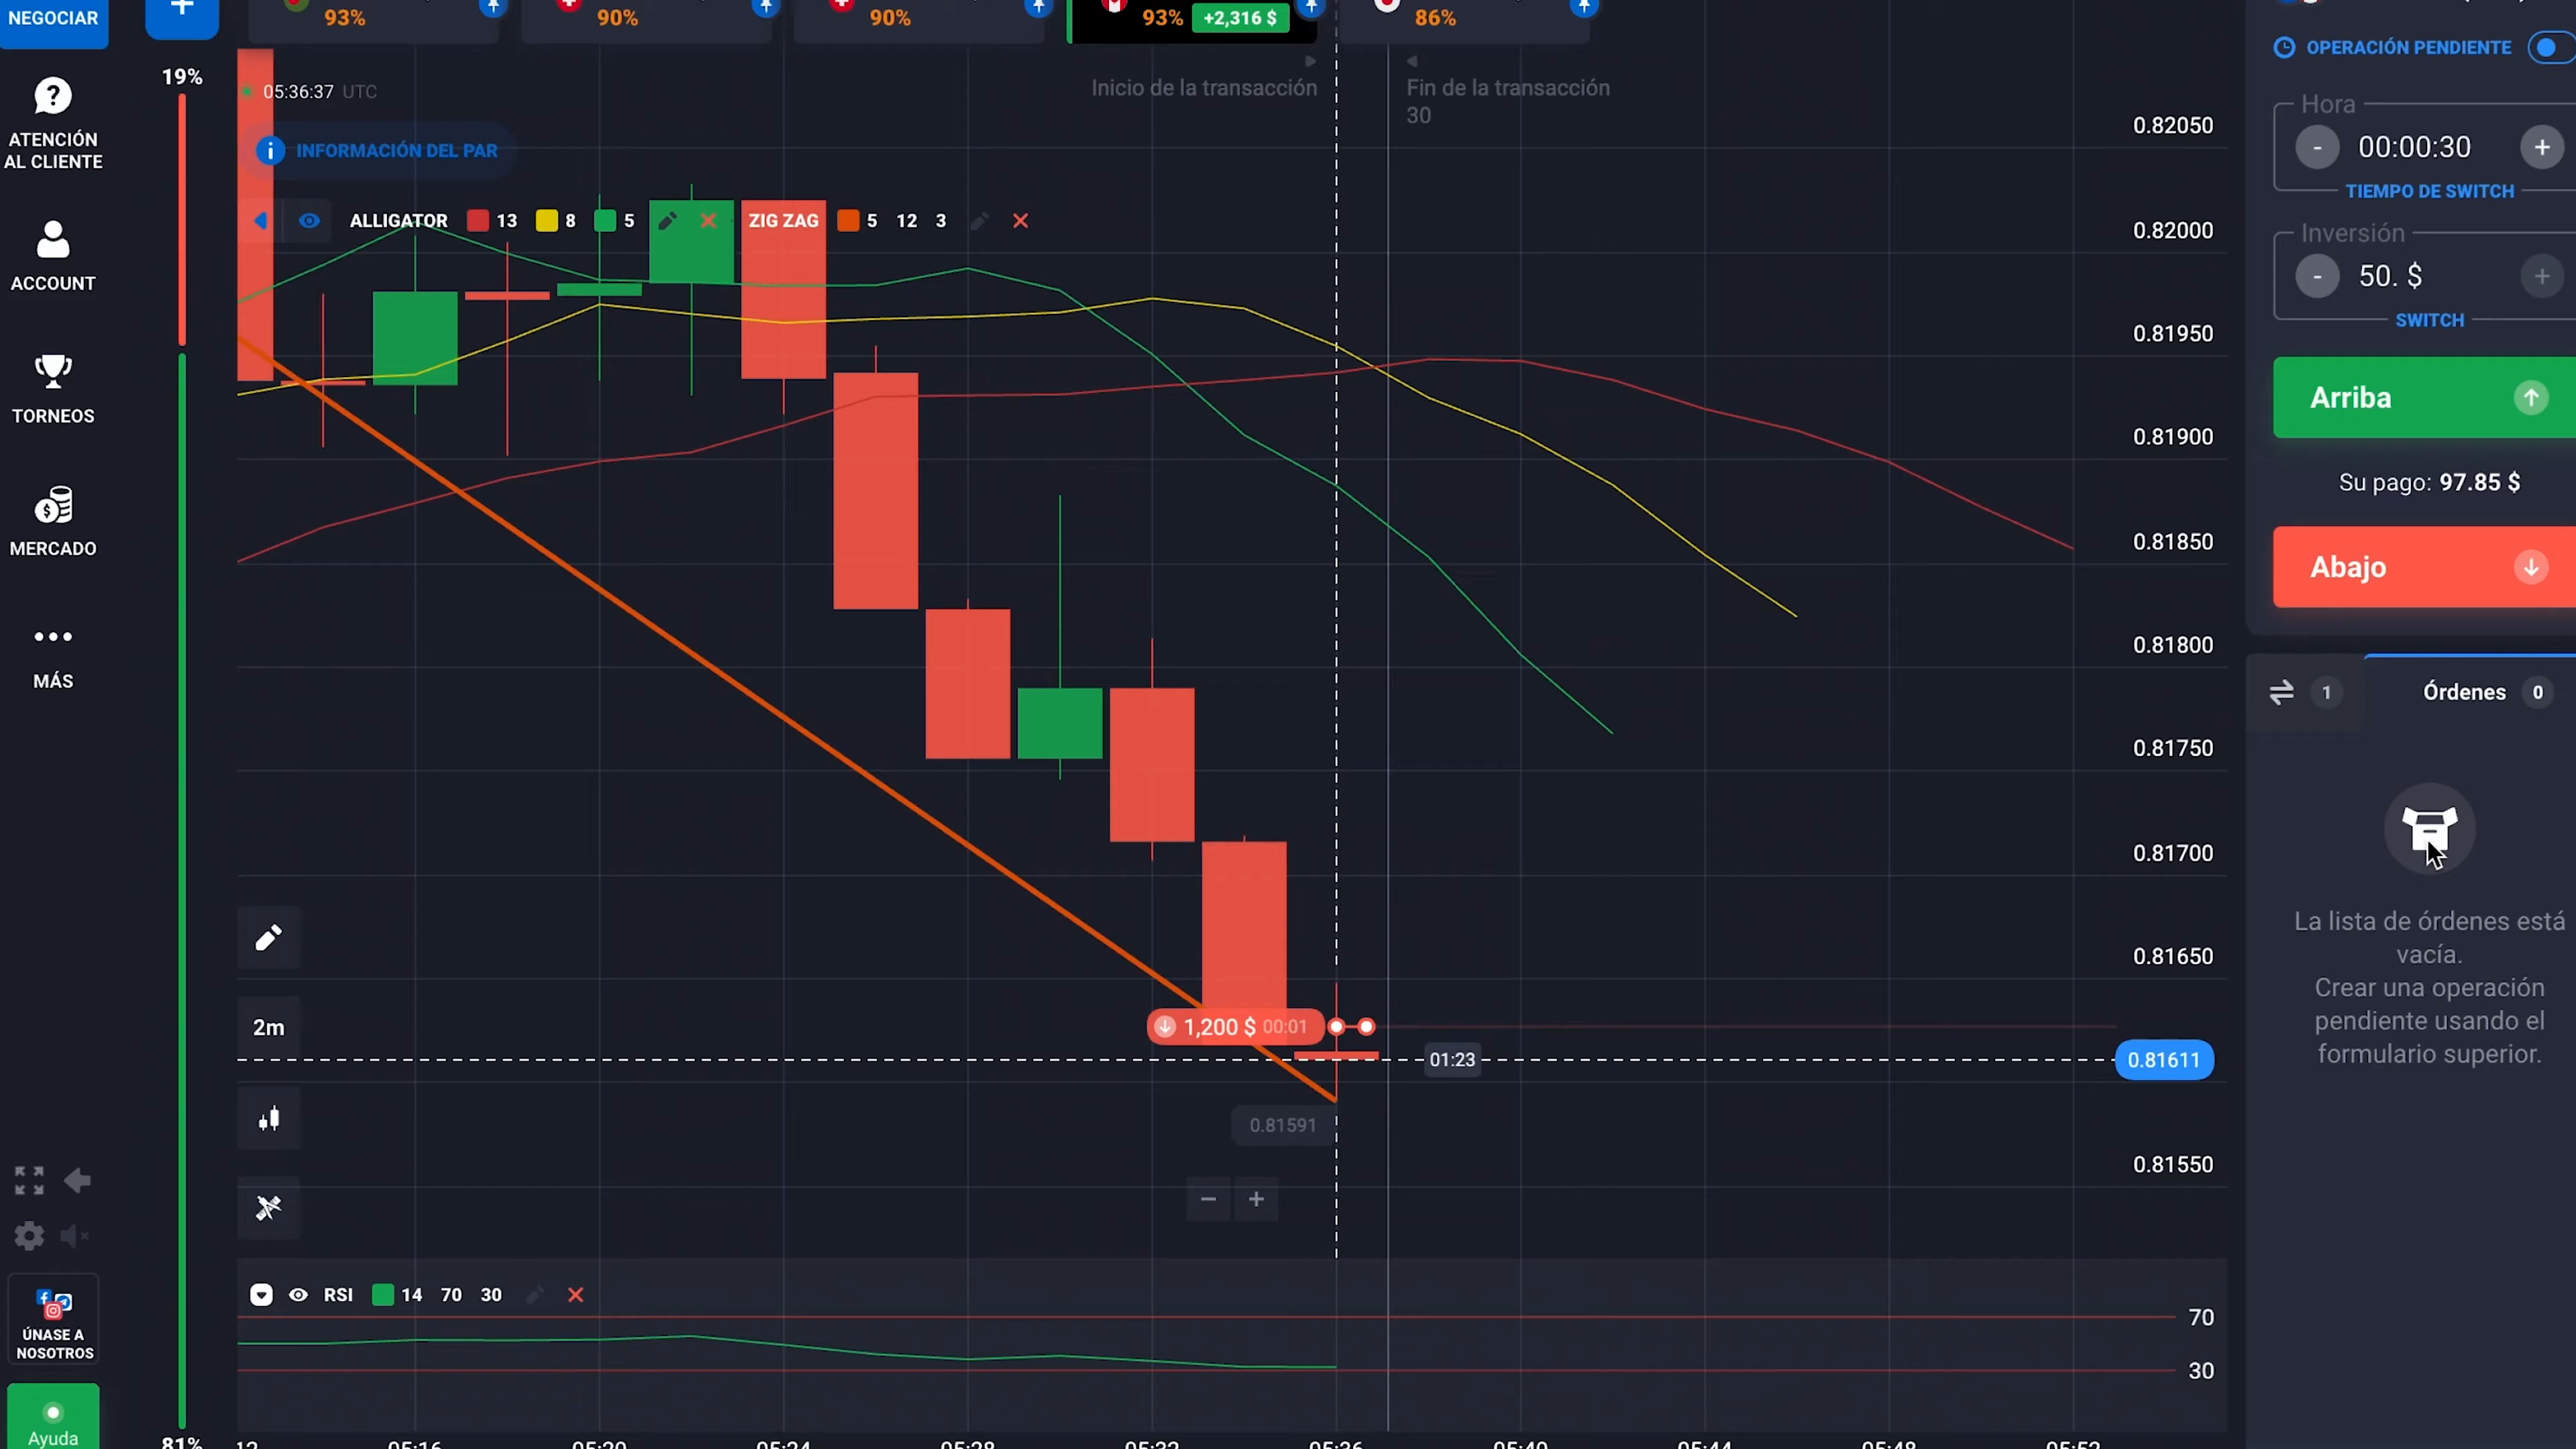 NEGOCIAR
93%
90%
90%
93% +2,316 $
86%
OPERACIÓN PENDIENTE
19%
05:36:37 UTC
Inicio de la transacción
Fin de la transacción
30
Hora
- 00:00:30 +
TIEMPO DE SWITCH
ATENCIÓN
AL CLIENTE
INFORMACIÓN DEL PAR
ALLIGATOR 13 8 5 ZIG ZAG 5 12 3
Inversión
- 50. $ +
SWITCH
ACCOUNT
TORNEOS
MERCADO
MÁS
Arriba
Su pago: 97.85 $
Abajo
0.82050
0.82000
0.81950
0.81900
0.81850
0.81800
0.81750
0.81700
0.81650
0.81611
0.81550
1 Órdenes 0
La lista de órdenes está
vacía.
Crear una operación
pendiente usando el
formulario superior.
2m
1,200 $ 00:01
01:23
0.81591
RSI 14 70 30
70
30
ÚNASE A
NOSOTROS
Ayuda
81%
12 05:16 05:20 05:24 05:28 05:32 05:36 05:40 05:44 05:48 05:52